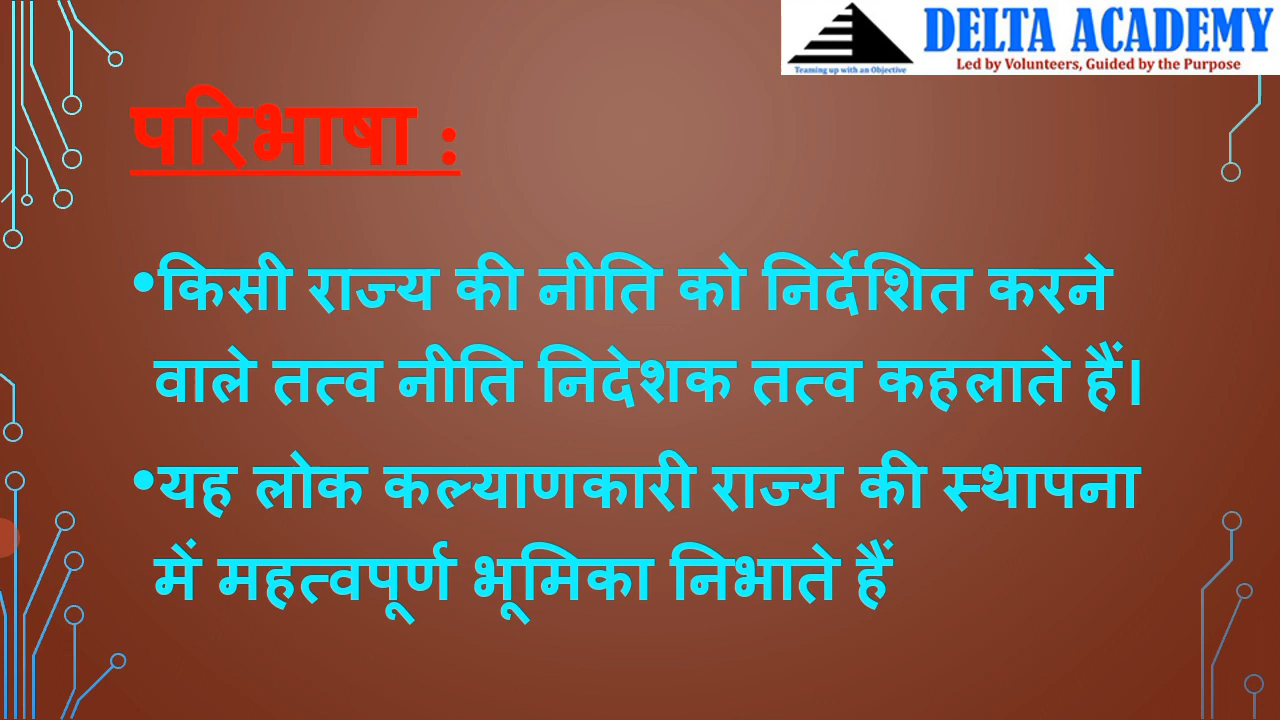 DELTA ACADEMY
Teaming up with an Objective
Led by Volunteers, Guided by the Purpose
परिभाषा :
•किसी राज्य की नीति को निर्देशित करने
वाले तत्व नीति निदेशक तत्व कहलाते हैं।
•यह लोक कल्याणकारी राज्य की स्थापना
में महत्वपूर्ण भूमिका निभाते हैं